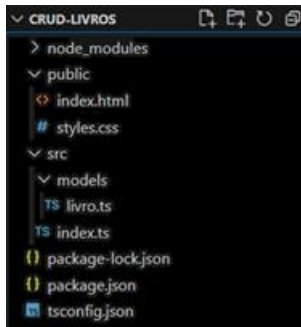 CRUD-LIVROS
node_modules
public
index.html
# styles.css
src
models
TS livro.ts
TS index.ts
{} package-lock.json
{} package.json
TS tsconfig.json